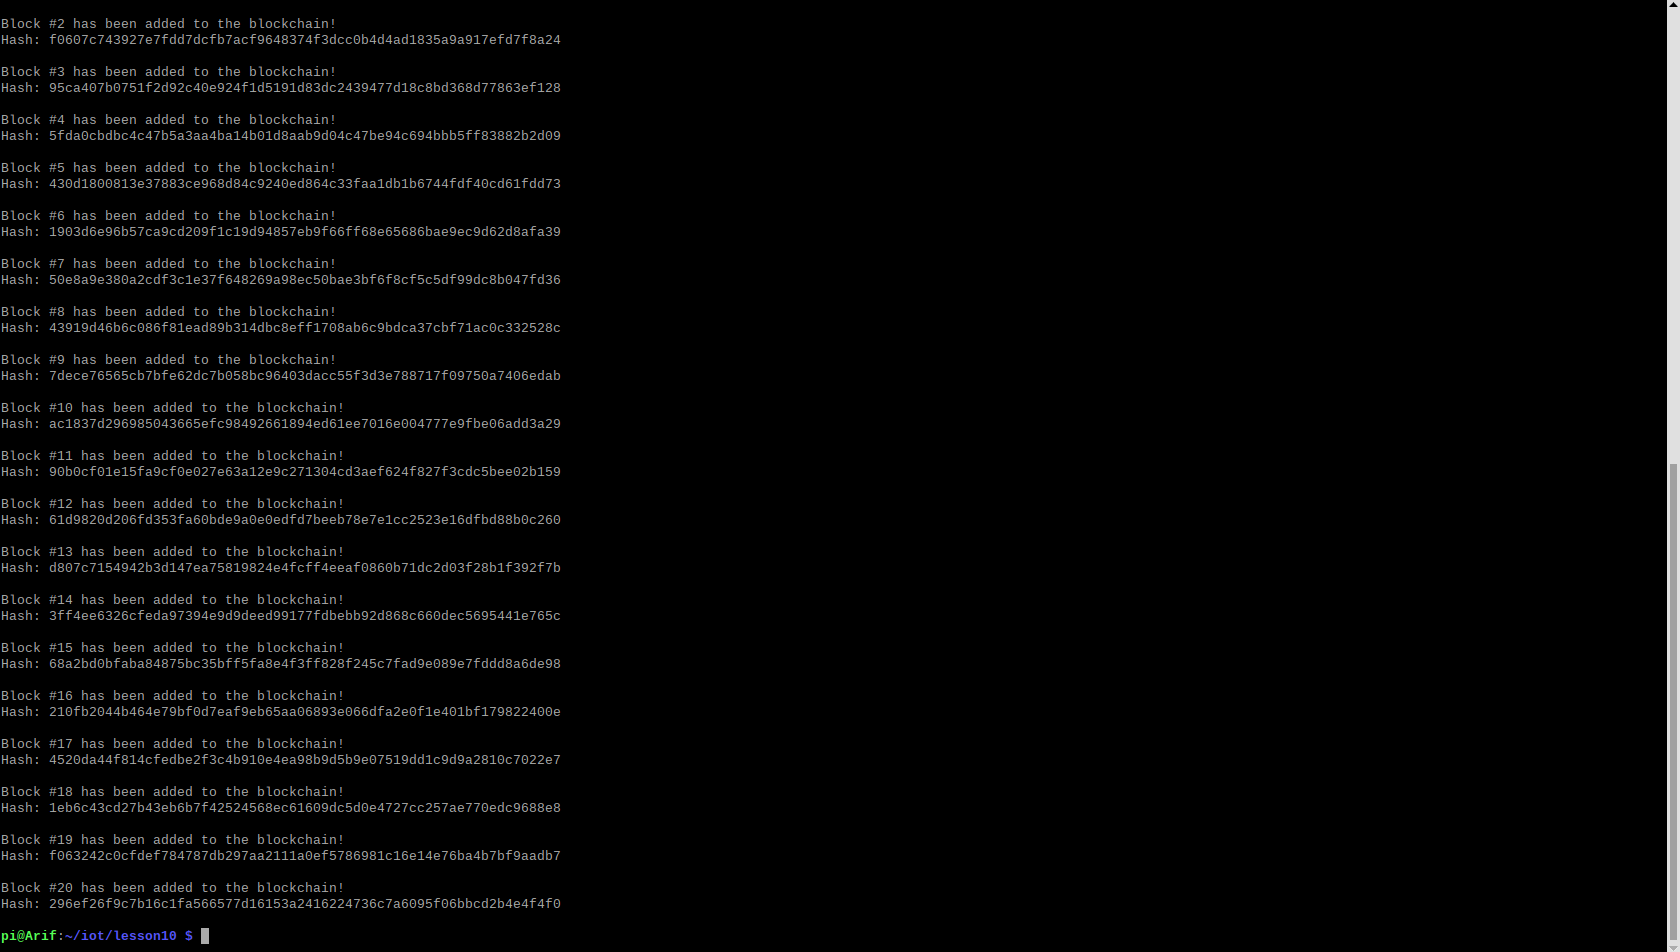 Block #2 has been added to the blockchain!
Hash: f0607c743927e7fdd7dcfb7acf9648374f3dcc0b4d4ad1835a9a917efd7f8a24
Block #3 has been added to the blockchain!
Hash: 95ca407b0751f2d92c40e924f1d5191d83dc2439477d18c8bd368d77863ef128
Block #4 has been added to the blockchain!
Hash: 5fda0cbdbc4c47b5a3aa4ba14b01d8aab9d04c47be94c694bbb5ff83882b2d09
Block #5 has been added to the blockchain!
Hash: 430d1800813e37883ce968d84c9240ed864c33faa1db1b6744fdf40cd61fdd73
Block #6 has been added to the blockchain!
Hash: 1903d6e96b57ca9cd209f1c19d94857eb9f66ff68e65686bae9ec9d62d8afa39
Block #7 has been added to the blockchain!
Hash: 50e8a9e380a2cdf3c1e37f648269a98ec50bae3bf6f8cf5c5df99dc8b047fd36
Block #8 has been added to the blockchain!
Hash: 43919d46b6c086f81ead89b314dbc8eff1708ab6c9bdca37cbf71ac0c332528c
Block #9 has been added to the blockchain!
Hash: 7dece76565cb7bfe62dc7b058bc96403dacc55f3d3e788717f09750a7406edab
Block #10 has been added to the blockchain!
Hash: ac1837d296985043665efc98492661894ed61ee7016e004777e9fbe06add3a29
Block #11 has been added to the blockchain!
Hash: 90b0cf01e15fa9cf0e027e63a12e9c271304cd3aef624f827f3cdc5bee02b159
Block #12 has been added to the blockchain!
Hash: 61d9820d206fd353fa60bde9a0e0edfd7beeb78e7e1cc2523e16dfbd88b0c260
Block #13 has been added to the blockchain!
Hash: d807c7154942b3d147ea75819824e4fcff4eeaf0860b71dc2d03f28b1f392f7b
Block #14 has been added to the blockchain!
Hash: 3ff4ee6326cfeda97394e9d9deed99177fdbebb92d868c660dec5695441e765c
Block #15 has been added to the blockchain!
Hash: 68a2bd0bfaba84875bc35bff5fa8e4f3ff828f245c7fad9e089e7fddd8a6de98
Block #16 has been added to the blockchain!
Hash: 210fb2044b464e79bf0d7eaf9eb65aa06893e066dfa2e0f1e401bf179822400e
Block #17 has been added to the blockchain!
Hash: 4520da44f814cfedbe2f3c4b910e4ea98b9d5b9e07519dd1c9d9a2810c7022e7
Block #18 has been added to the blockchain!
Hash: 1eb6c43cd27b43eb6b7f42524568ec61609dc5d0e4727cc257ae770edc9688e8
Block #19 has been added to the blockchain!
Hash: f063242c0cfdef784787db297aa2111a0ef5786981c16e14e76ba4b7bf9aadb7
Block #20 has been added to the blockchain!
Hash: 296ef26f9c7b16c1fa566577d16153a2416224736c7a6095f06bbcd2b4e4f4f0
pi@Arif:~/iot/lesson10 $